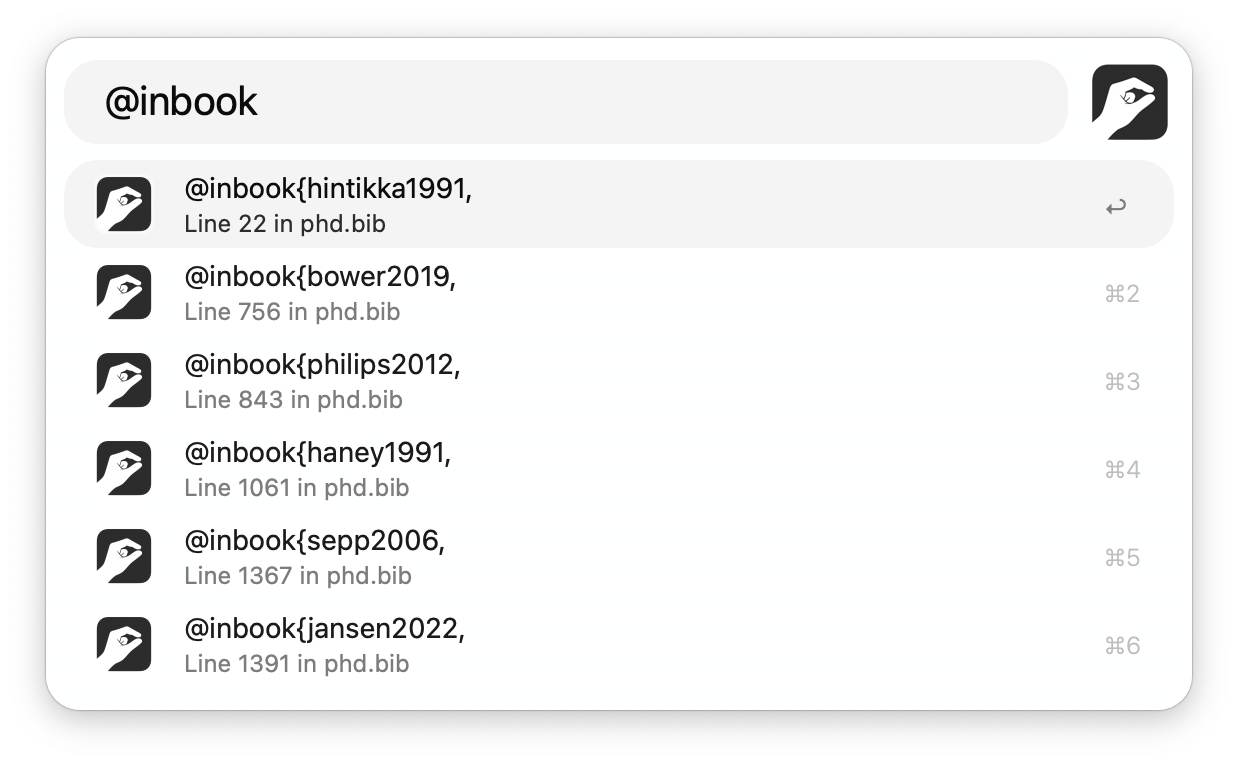 @inbook
@inbook{hintikka1991,
Line 22 in phd.bib
↩
@inbook{bower2019,
Line 756 in phd.bib
⌘2
@inbook{philips2012,
Line 843 in phd.bib
⌘3
@inbook{haney1991,
Line 1061 in phd.bib
⌘4
@inbook{sepp2006,
Line 1367 in phd.bib
⌘5
@inbook{jansen2022,
Line 1391 in phd.bib
⌘6